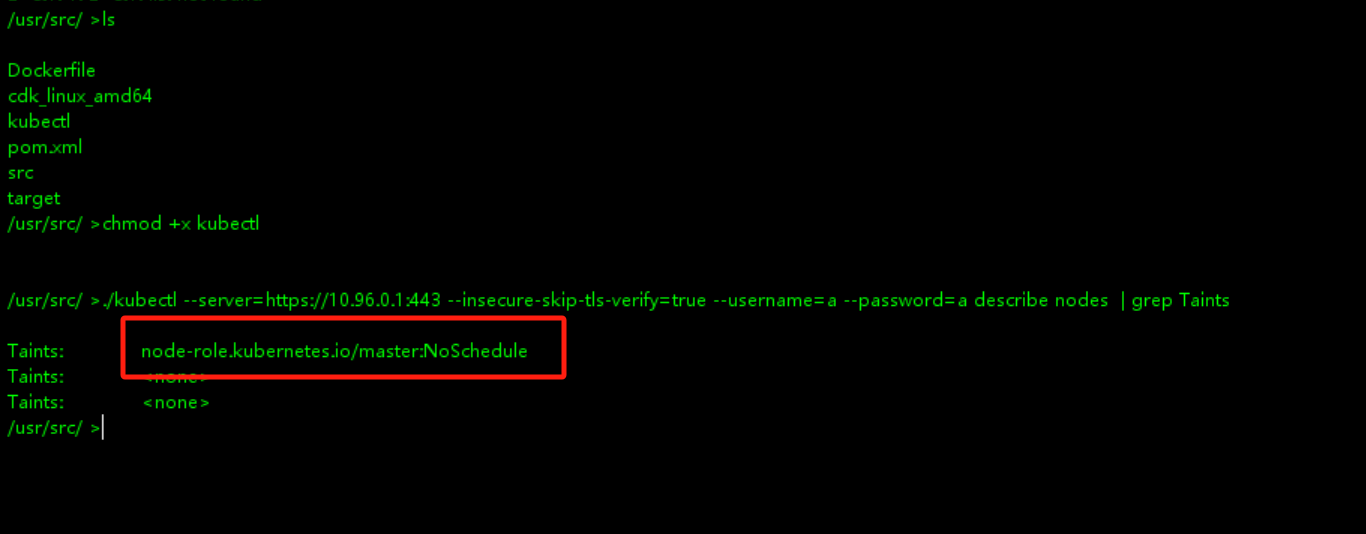 /usr/src/ >ls
Dockerfile
cdk_linux_amd64
kubectl
pom.xml
src
target
/usr/src/ >chmod +x kubectl
/usr/src/ >./kubectl --server=https://10.96.0.1:443 --insecure-skip-tls-verify=true --username=a --password=a describe nodes | grep Taints
Taints: node-role.kubernetes.io/master:NoSchedule
Taints: <none>
Taints: <none>
/usr/src/ >